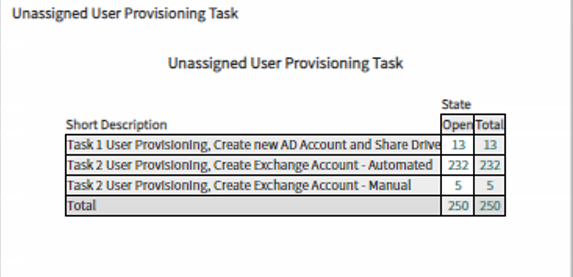 Unassigned User Provisioning Task
Unassigned User Provisioning Task
State
Short Description Open Total
Task 1 User Provisioning, Create new AD Account and Share Drive 13 13
Task 2 User Provisioning, Create Exchange Account - Automated 232 232
Task 2 User Provisioning, Create Exchange Account - Manual 5 5
Total 250 250